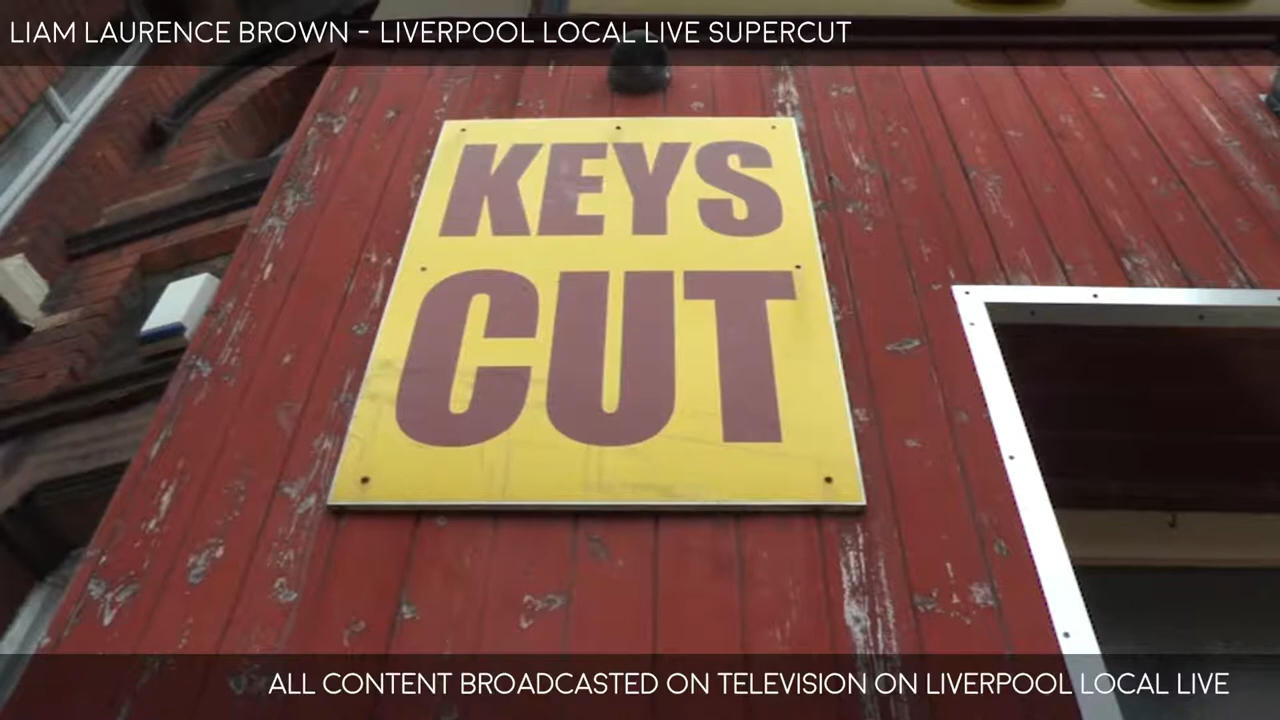 LIAM LAURENCE BROWN - LIVERPOOL LOCAL LIVE SUPERCUT
KEYS
CUT
ALL CONTENT BROADCASTED ON TELEVISION ON LIVERPOOL LOCAL LIVE